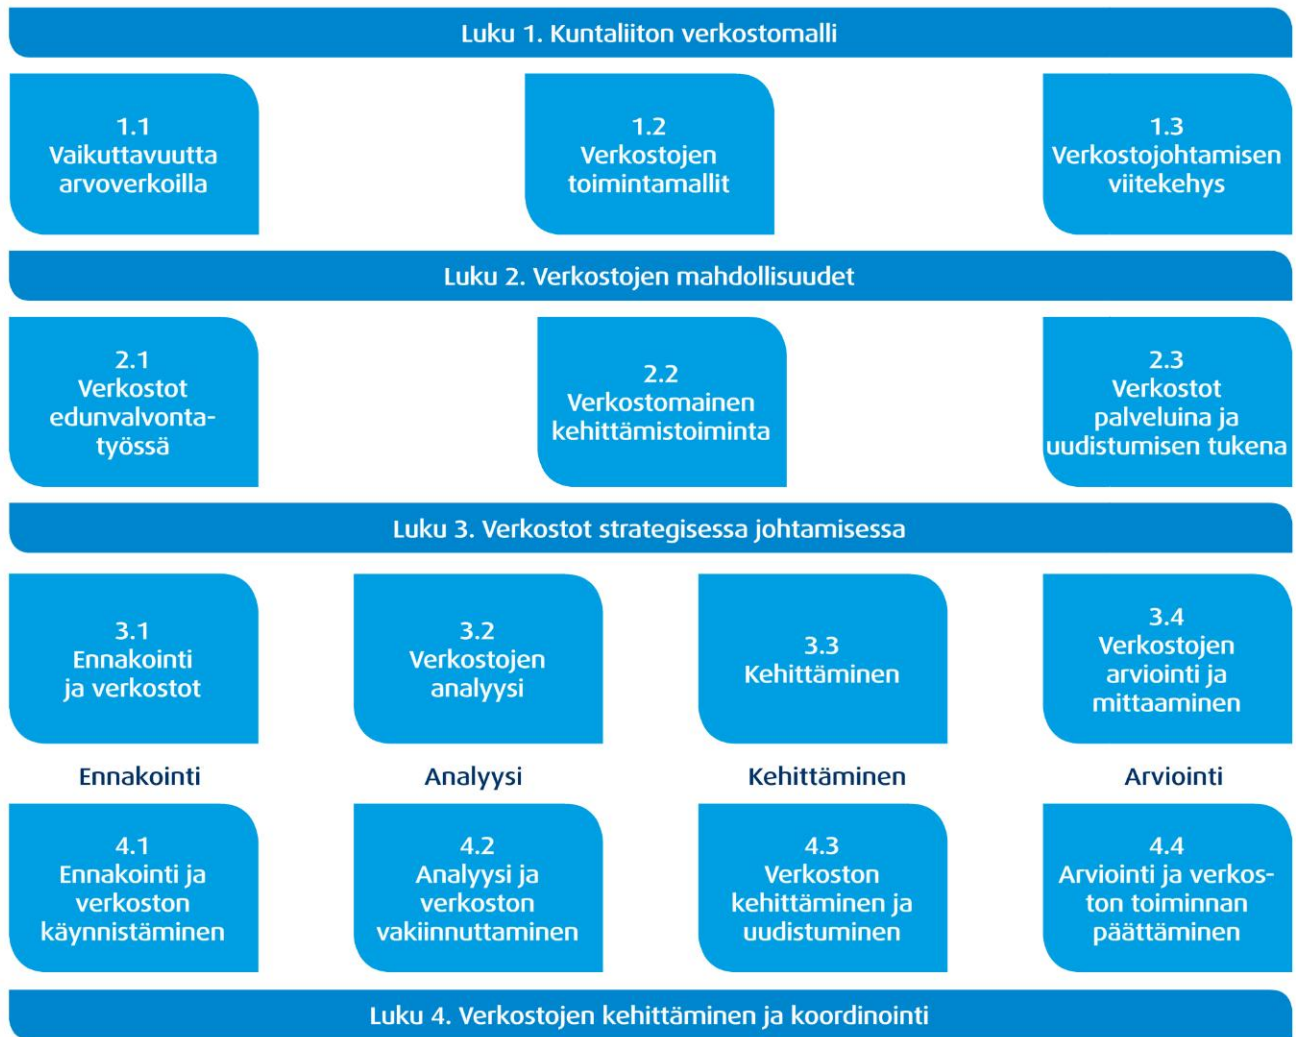 Luku 1. Kuntaliiton verkostomalli
1.1
Vaikuttavuutta
arvoverkoilla
1.2
Verkostojen
toimintamallit
1.3
Verkostojohtamisen
viitekehys
Luku 2. Verkostojen mahdollisuudet
2.1
Verkostot
edunvalvonta-
työssä
2.2
Verkostomainen
kehittämistoiminta
2.3
Verkostot
palveluina ja
uudistumisen tukena
Luku 3. Verkostot strategisessa johtamisessa
3.1
Ennakointi
ja verkostot
3.2
Verkostojen
analyysi
3.3
Kehittäminen
3.4
Verkostojen
arviointi ja
mittaaminen
Ennakointi
Analyysi
Kehittäminen
Arviointi
4.1
Ennakointi ja
verkoston
käynnistäminen
4.2
Analyysi ja
verkoston
vakiinnuttaminen
4.3
Verkoston
kehittäminen ja
uudistuminen
4.4
Arviointi ja verkos-
ton toiminnan
päättäminen
Luku 4. Verkostojen kehittäminen ja koordinointi